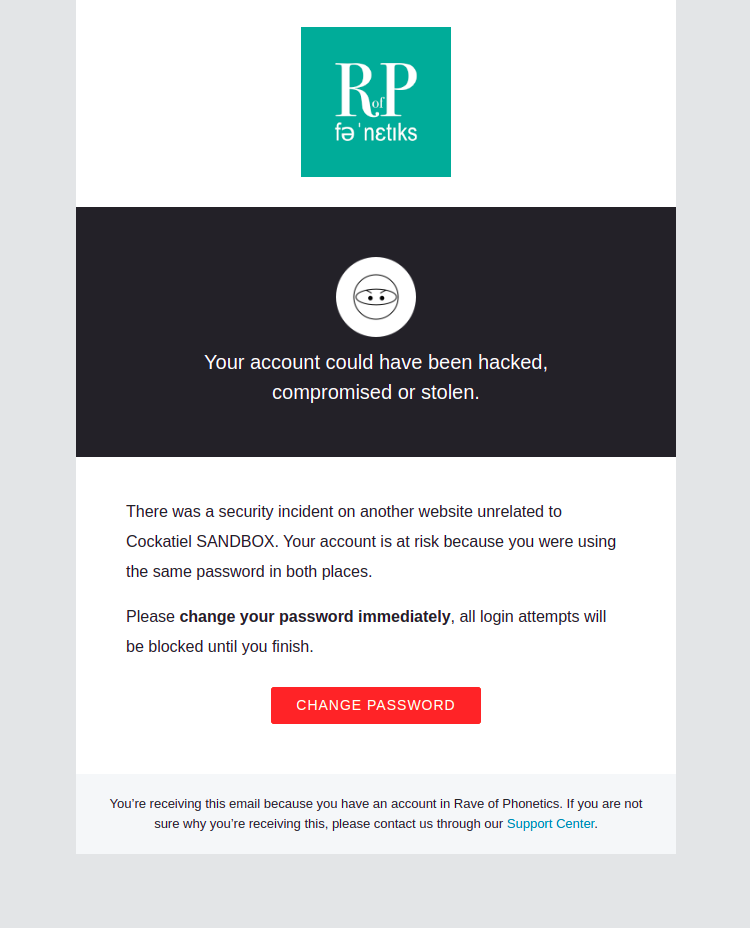 RofP
fəˈnɛtıks
Your account could have been hacked,
compromised or stolen.
There was a security incident on another website unrelated to
Cockatiel SANDBOX. Your account is at risk because you were using
the same password in both places.
Please change your password immediately, all login attempts will
be blocked until you finish.
CHANGE PASSWORD
You’re receiving this email because you have an account in Rave of Phonetics. If you are not
sure why you’re receiving this, please contact us through our Support Center.